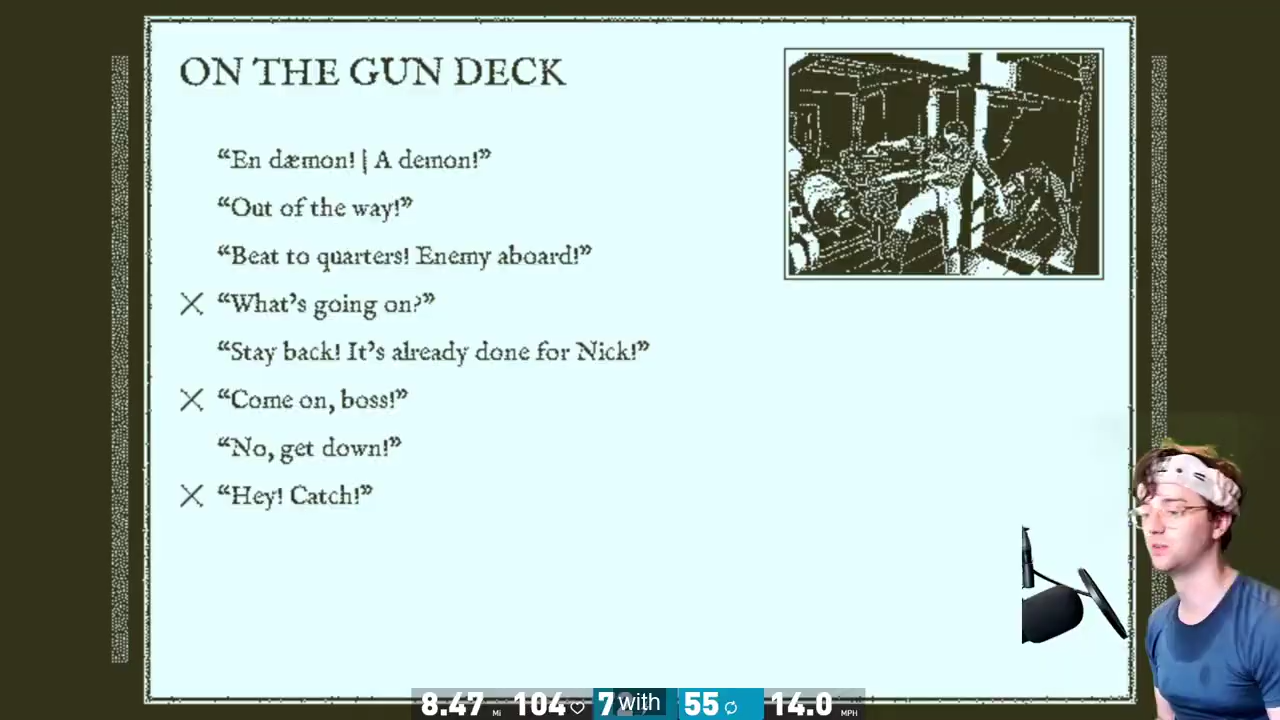 ON THE GUN DECK
“En dæmon! | A demon!”
“Out of the way!”
“Beat to quarters! Enemy aboard!”
“What’s going on?”
“Stay back! It’s already done for Nick!”
“Come on, boss!”
“No, get down!”
“Hey! Catch!”
8.47 Mi 104 7 with 55 14.0 MPH